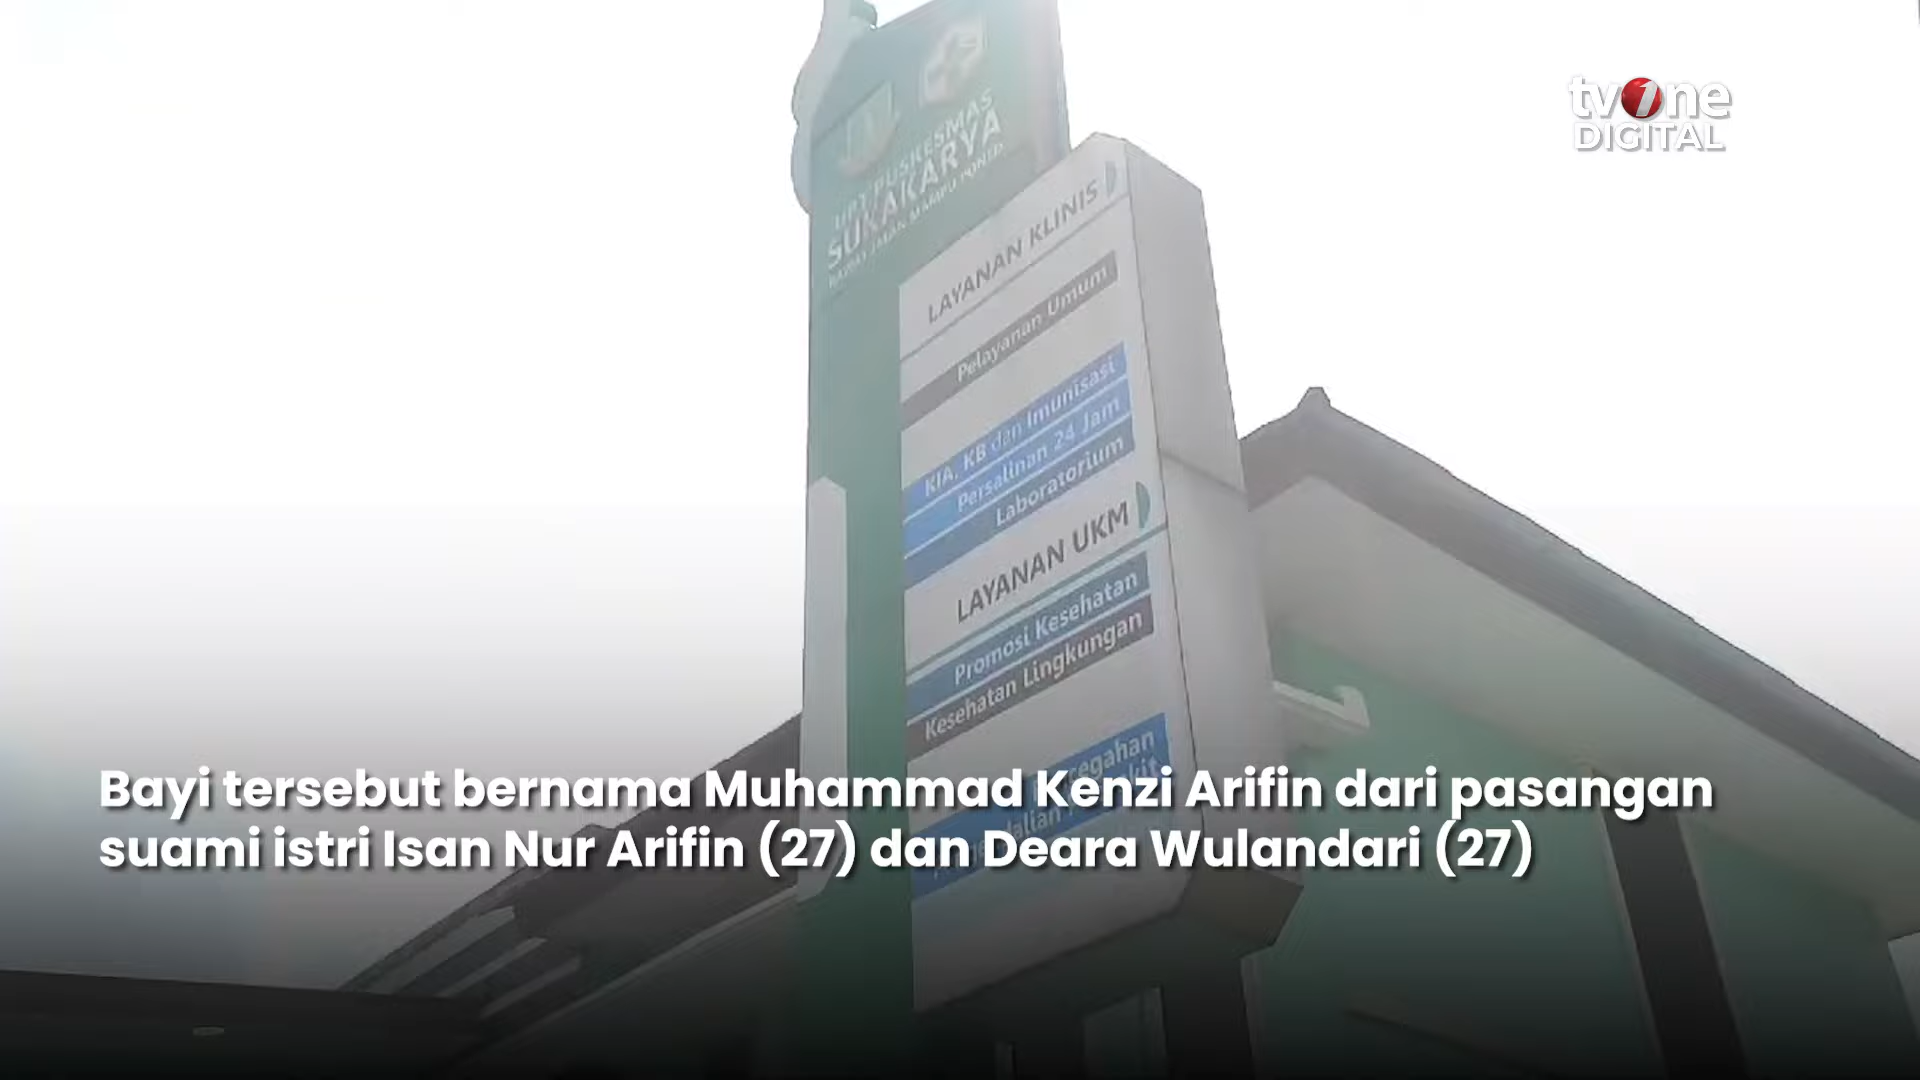 tvOne
DIGITAL
UPT PUSKESMAS
SUKAKARYA
LAYANAN KLINIS
Pelayanan Umum
KIA, KB dan Imunisasi
Persalinan 24 Jam
Laboratorium
LAYANAN UKM
Promosi Kesehatan
Kesehatan Lingkungan
Bayi tersebut bernama Muhammad Kenzi Arifin dari pasangan
suami istri Isan Nur Arifin (27) dan Deara Wulandari (27)